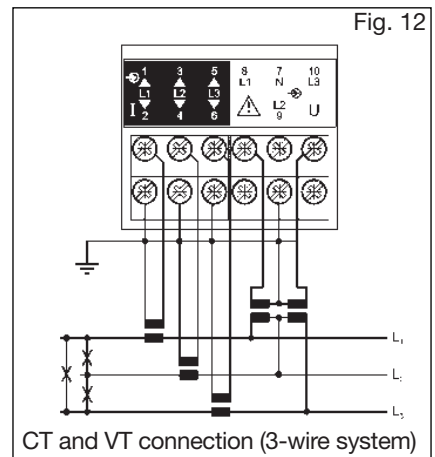 Fig. 12
1 3 5 8 7 10
L1 N L3
L1 L2 L3 L2
I 2 4 6 9 U
L₁
L₂
L₃
CT and VT connection (3-wire system)